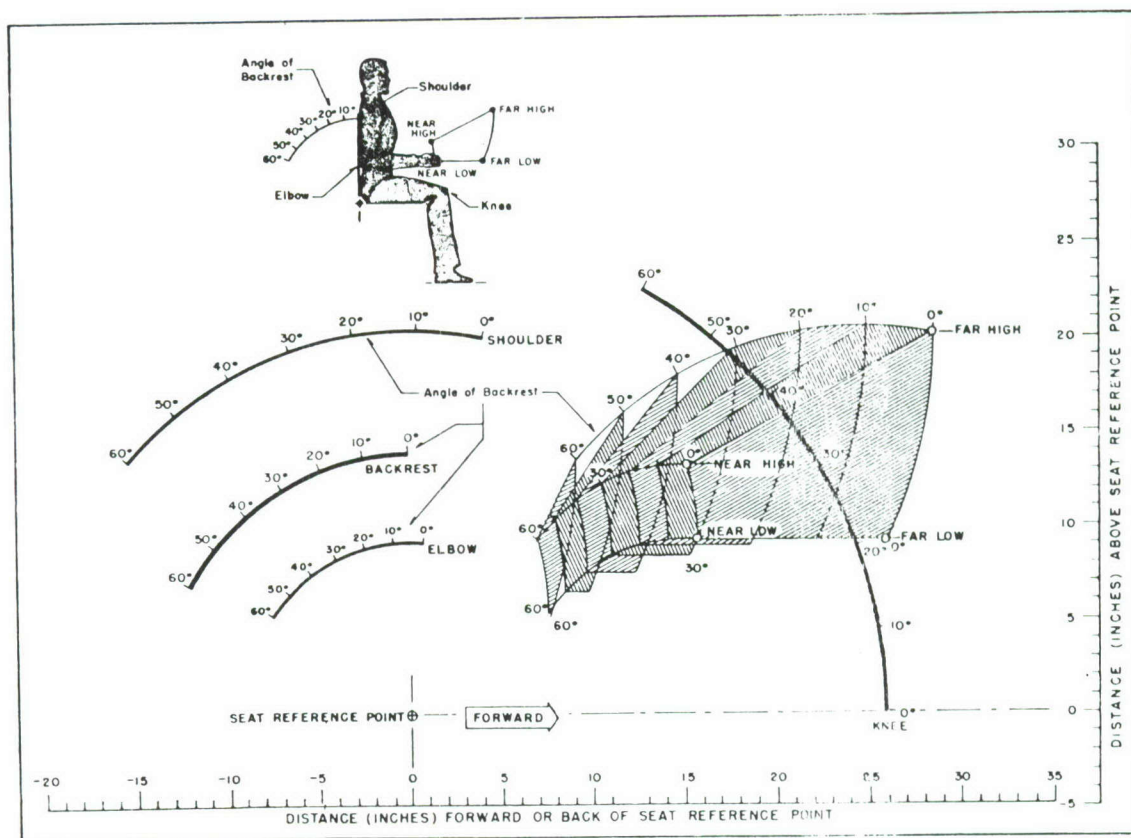 Angle of
Backrest
10°
20°
30°
40°
50°
60°
Shoulder
FAR HIGH
NEAR
HIGH
FAR LOW
NEAR LOW
Elbow
Knee
0°
10°
20°
30°
40°
50°
60°
SHOULDER
Angle of Backrest
0°
10°
20°
30°
40°
50°
60°
BACKREST
0°
10°
20°
30°
40°
50°
60°
ELBOW
60°
50°
30°
20°
10°
0°
FAR HIGH
40°
50°
40°
60°
30°
0°
NEAR HIGH
30°
60°
NEAR LOW
FAR LOW
20°
0°
30°
10°
60°
60°
0°
KNEE
SEAT REFERENCE POINT
FORWARD
30
25
20
15
10
5
0
-5
DISTANCE (INCHES) ABOVE SEAT REFERENCE POINT
-20
-15
-10
-5
0
5
10
15
20
25
30
35
DISTANCE (INCHES) FORWARD OR BACK OF SEAT REFERENCE POINT